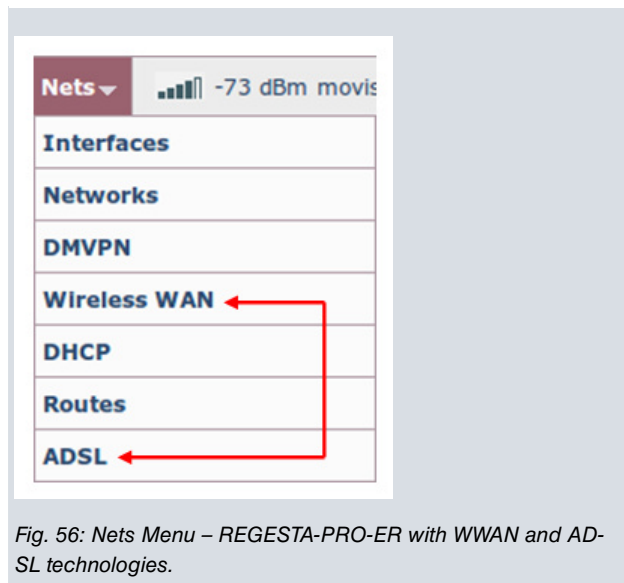 Nets -73 dBm movis
Interfaces
Networks
DMVPN
Wireless WAN
DHCP
Routes
ADSL
Fig. 56: Nets Menu – REGESTA-PRO-ER with WWAN and AD-
SL technologies.